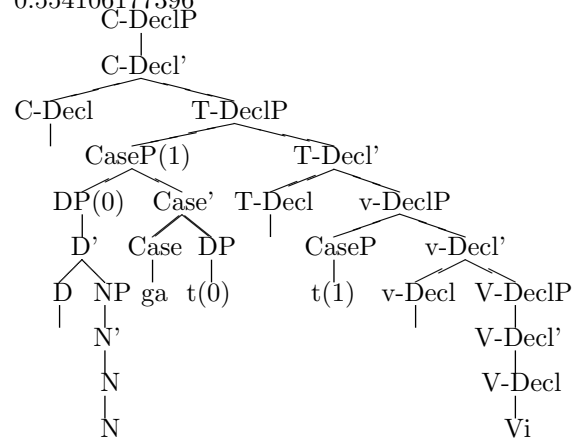 0.554106177396
C-DeclP
C-Decl'
C-Decl T-DeclP
CaseP(1) T-Decl'
DP(0) Case' T-Decl v-DeclP
D' Case DP CaseP v-Decl'
D NP ga t(0) t(1) v-Decl V-DeclP
N' V-Decl'
N V-Decl
N Vi